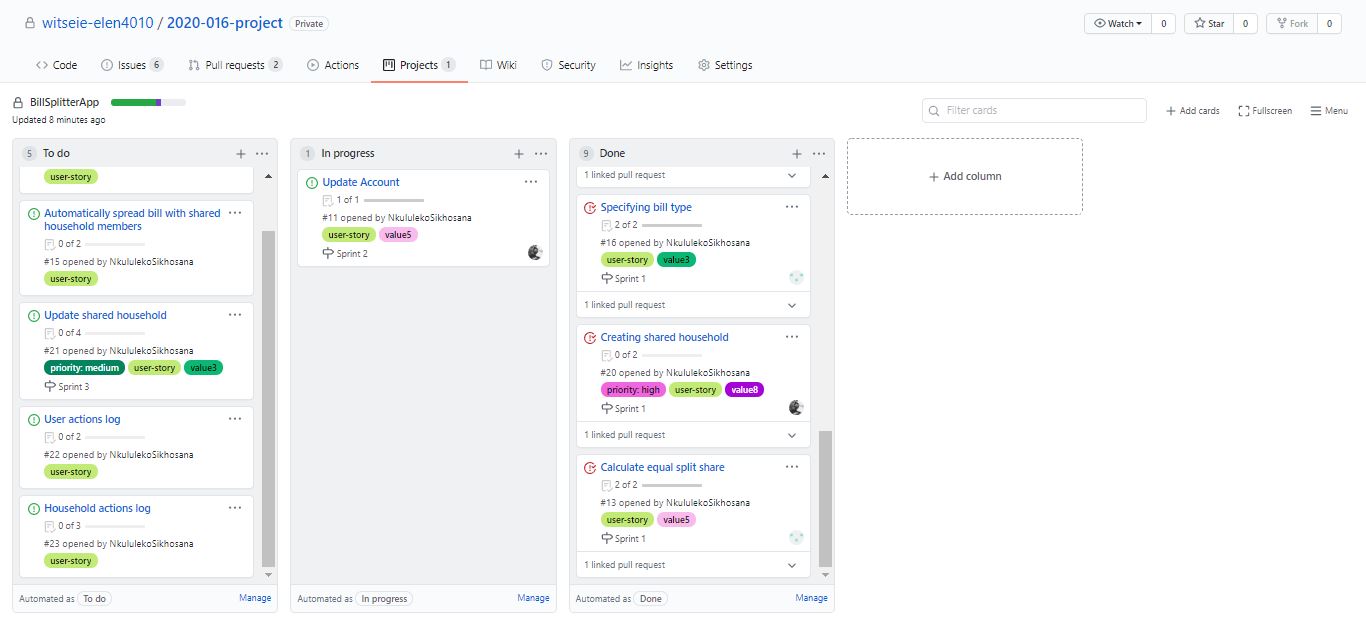 witseie-elen4010 / 2020-016-project Private
Watch 0 Star 0 Fork 0
Code Issues 6 Pull requests 2 Actions Projects 1 Wiki Security Insights Settings
BillSplitterApp
Updated 8 minutes ago
Filter cards
+ Add cards Fullscreen Menu
5 To do
user-story
Automatically spread bill with shared
household members
0 of 2
#15 opened by NkululekoSikhosana
user-story
Update shared household
0 of 4
#21 opened by NkululekoSikhosana
priority: medium user-story value3
Sprint 3
User actions log
0 of 2
#22 opened by NkululekoSikhosana
user-story
Household actions log
0 of 3
#23 opened by NkululekoSikhosana
user-story
Automated as To do Manage
1 In progress
Update Account
1 of 1
#11 opened by NkululekoSikhosana
user-story value5
Sprint 2
Automated as In progress Manage
9 Done
1 linked pull request
Specifying bill type
2 of 2
#16 opened by NkululekoSikhosana
user-story value3
Sprint 1
1 linked pull request
Creating shared household
0 of 2
#20 opened by NkululekoSikhosana
priority: high user-story value8
Sprint 1
1 linked pull request
Calculate equal split share
2 of 2
#13 opened by NkululekoSikhosana
user-story value5
Sprint 1
1 linked pull request
Automated as Done Manage
+ Add column